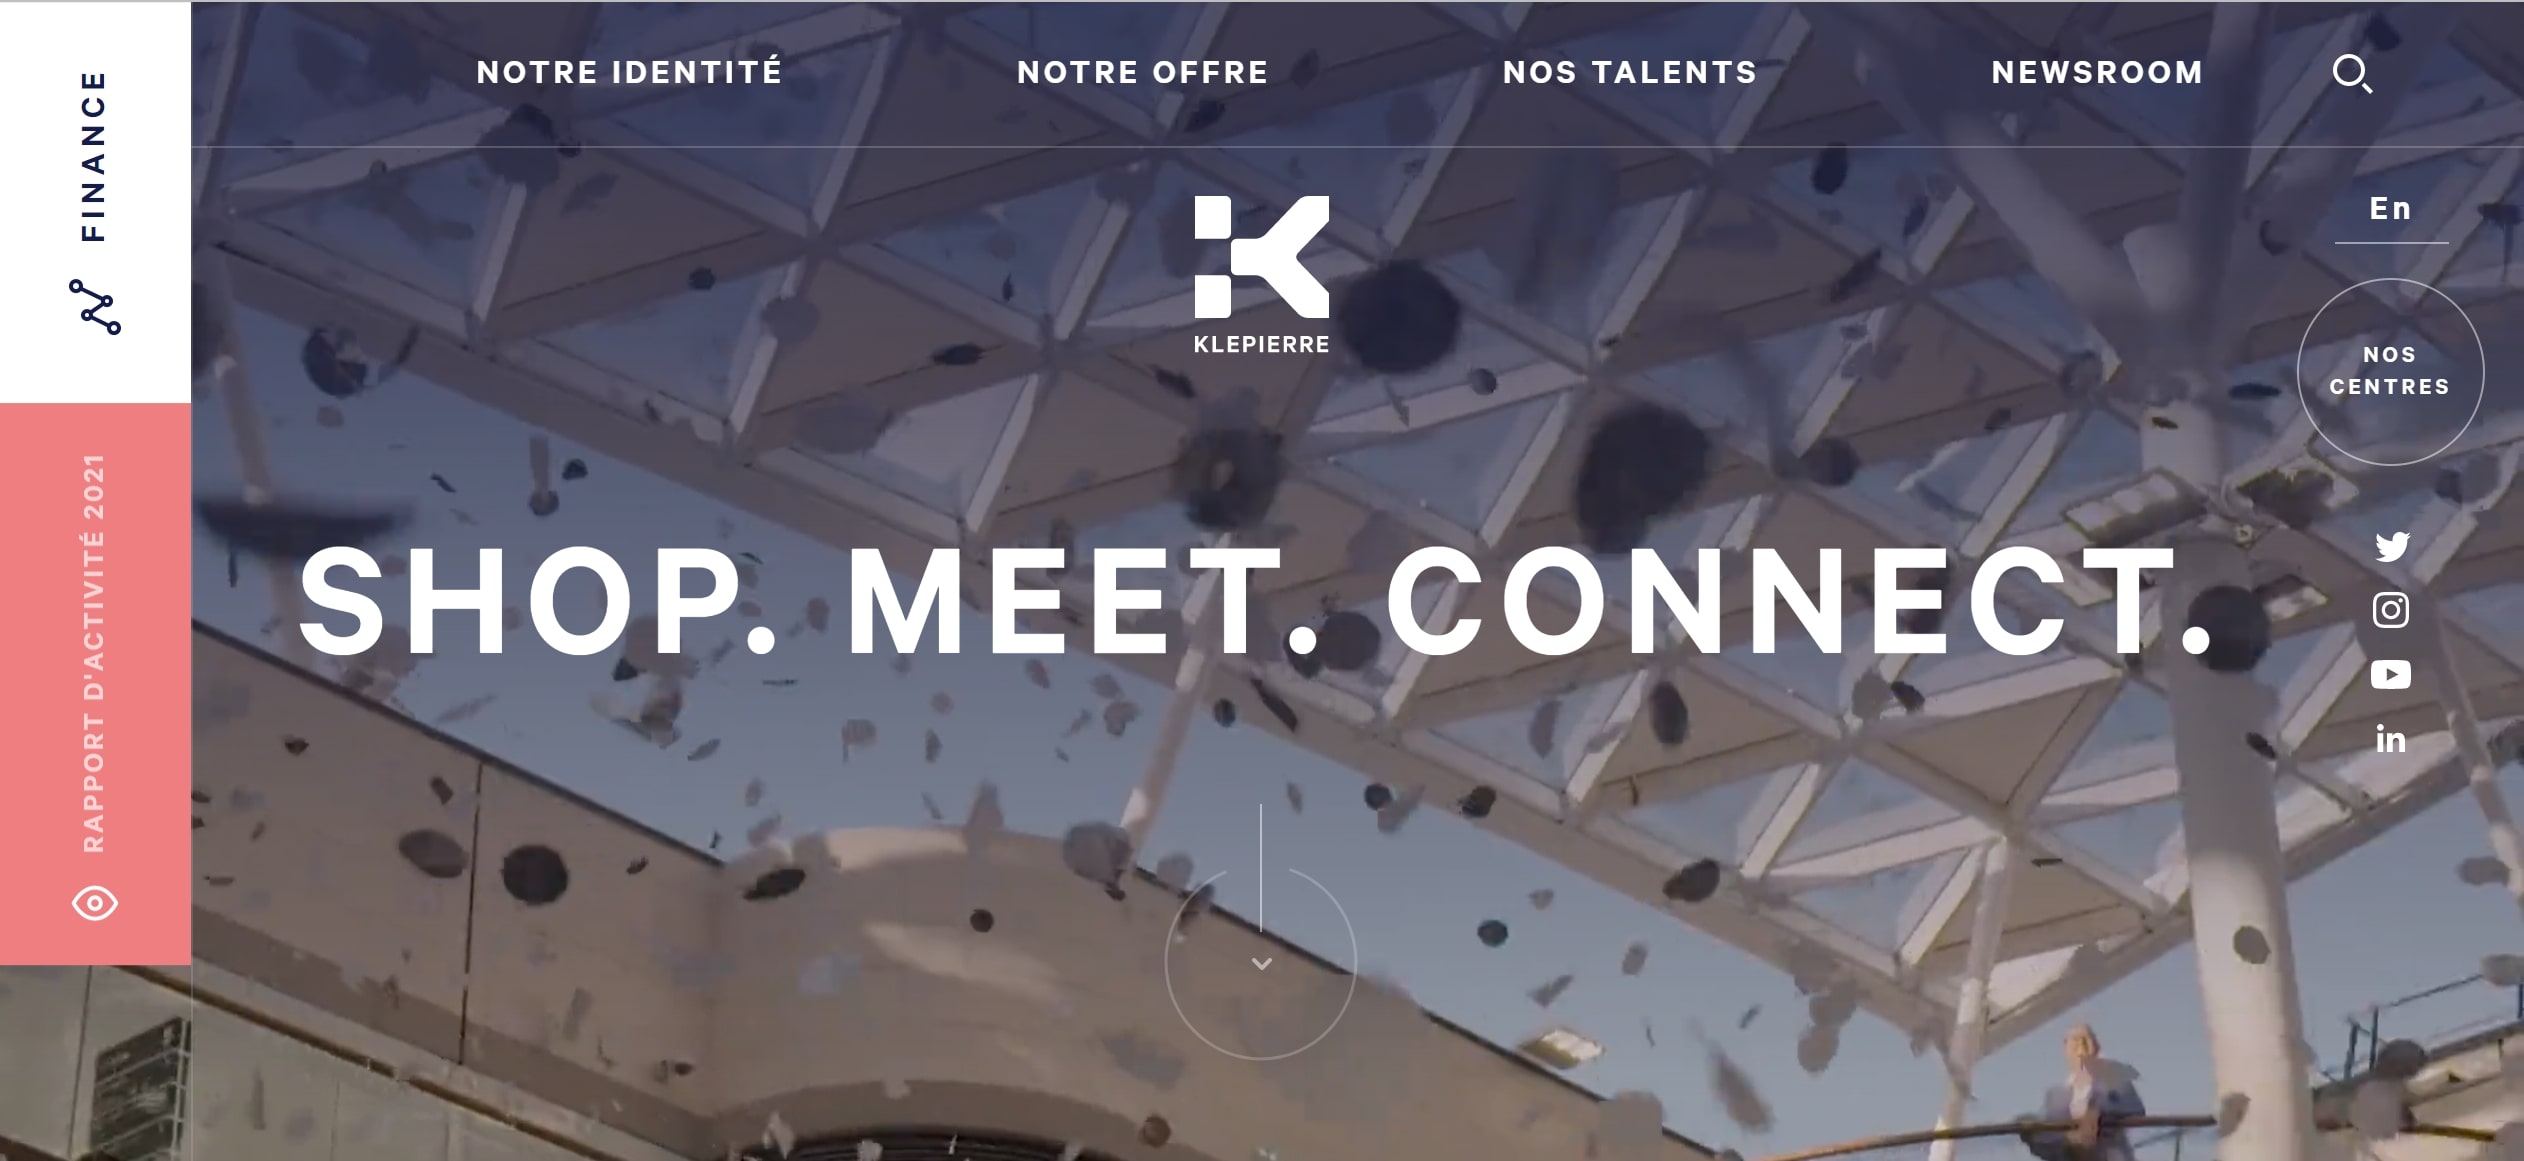 FINANCE
RAPPORT D'ACTIVITÉ 2021
NOTRE IDENTITÉ
NOTRE OFFRE
NOS TALENTS
NEWSROOM
KLEPIERRE
En
NOS
CENTRES
SHOP. MEET. CONNECT.
in